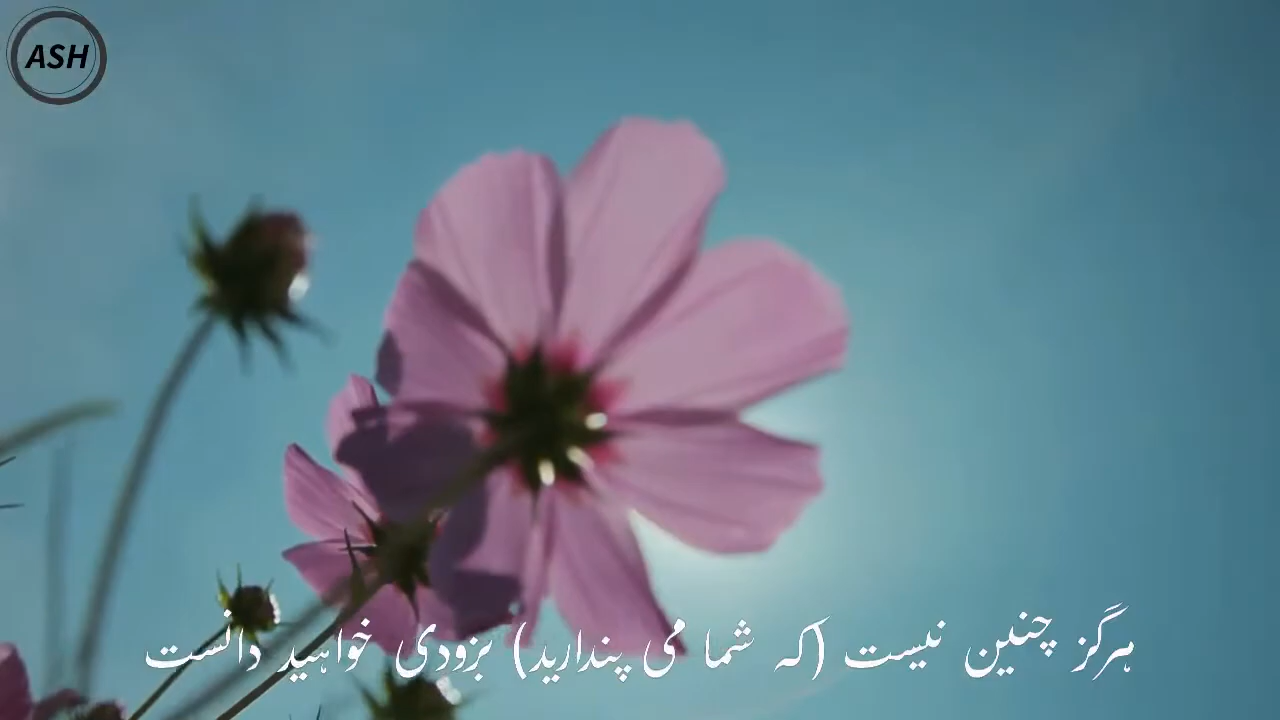 ASH
هرگز چنین نیست (که شما می پندارید) بزودی خواهید دانست